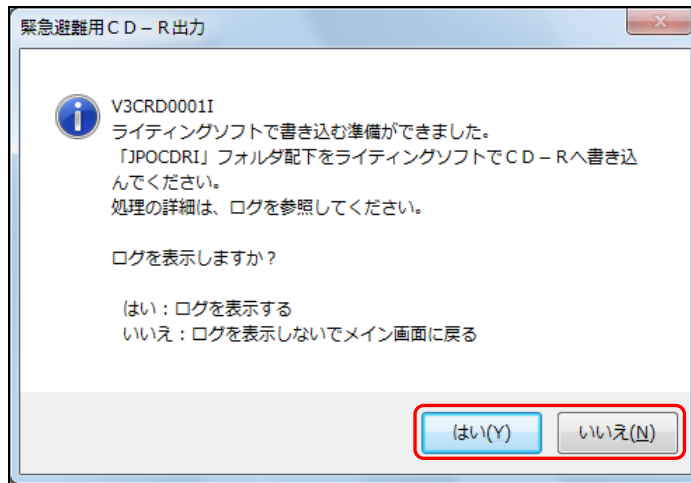 緊急避難用ＣＤ－Ｒ出力
V3CRD0001I
ライティングソフトで書き込む準備ができました。
「JPOCDRI」フォルダ配下をライティングソフトでＣＤ－Ｒへ書き込
んでください。
処理の詳細は、ログを参照してください。
ログを表示しますか？
はい：ログを表示する
いいえ：ログを表示しないでメイン画面に戻る
はい(Y)
いいえ(N)